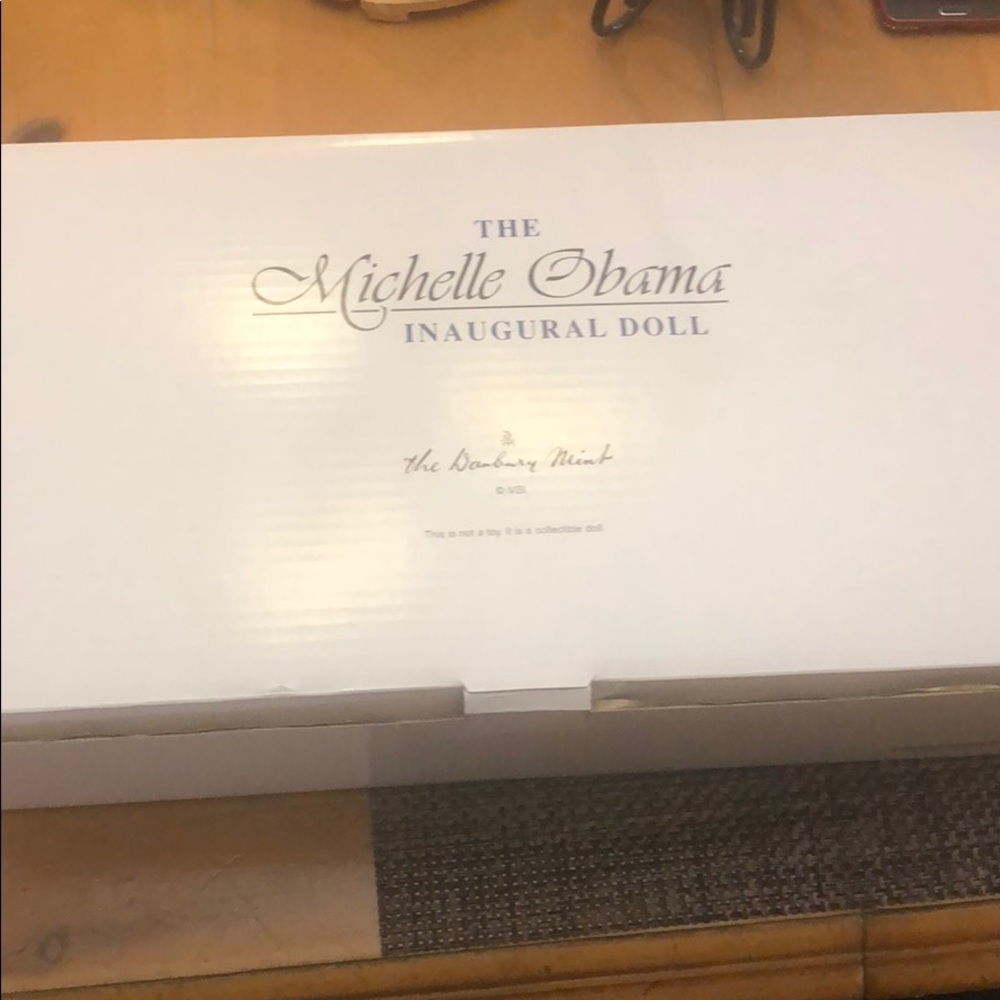 THE
Michelle Obama
INAUGURAL DOLL
the Danbury Mint
© MBI
This is not a toy. It is a collectible doll.